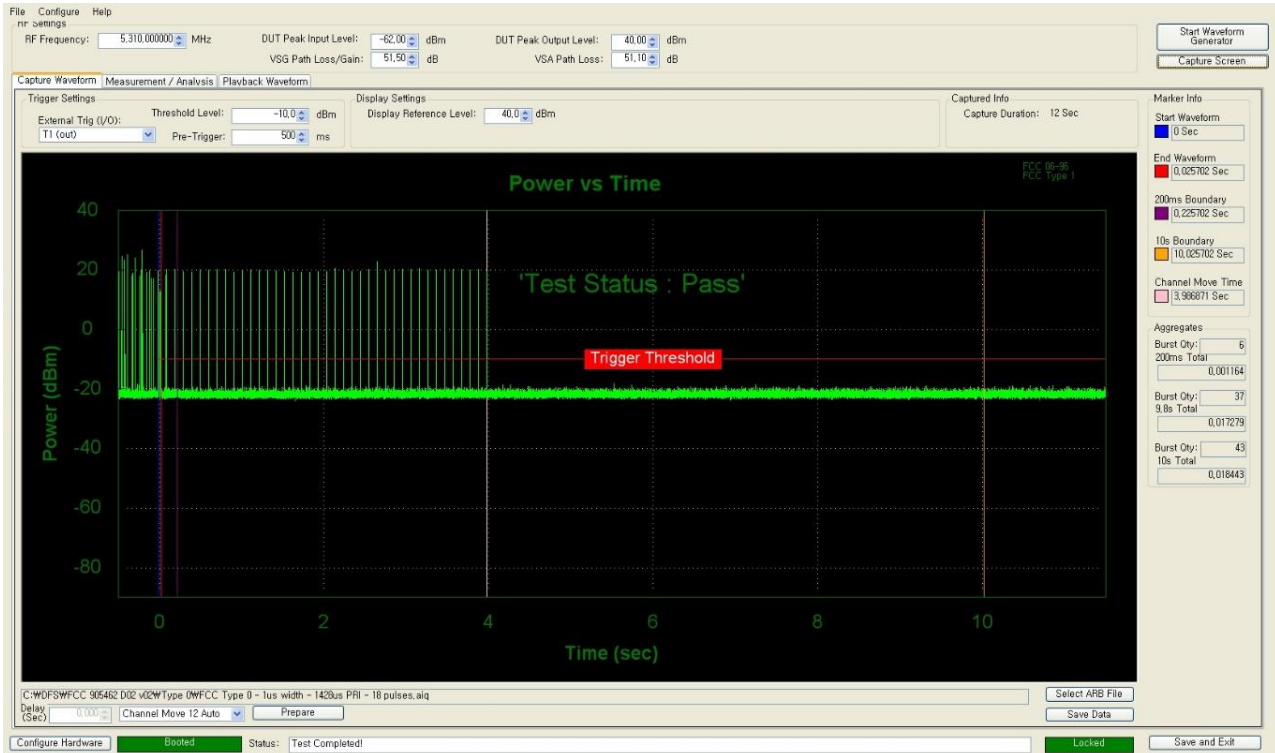 File Configure Help
RF Settings
RF Frequency: 5,310,000000 MHz
DUT Peak Input Level: -62,00 dBm
DUT Peak Output Level: 40,00 dBm
VSG Path Loss/Gain: 51,50 dB
VSA Path Loss: 51,10 dB
Start Waveform Generator
Capture Screen
Capture Waveform Measurement / Analysis Playback Waveform
Trigger Settings
External Trig (I/O):
T1 (out)
Threshold Level: -10,0 dBm
Pre-Trigger: 500 ms
Display Settings
Display Reference Level: 40,0 dBm
Captured Info
Capture Duration: 12 Sec
Marker Info
Start Waveform
0 Sec
End Waveform
0,025702 Sec
200ms Boundary
0,225702 Sec
10s Boundary
10,025702 Sec
Channel Move Time
3,986871 Sec
Aggregates
Burst Qty: 6
200ms Total
0,001164
Burst Qty: 37
9,8s Total
0,017279
Burst Qty: 43
10s Total
0,018443
Power vs Time
FCC 06-96
FCC Type 1
'Test Status : Pass'
Trigger Threshold
Power (dBm)
40
20
0
-20
-40
-60
-80
0 2 4 6 8 10
Time (sec)
C:₩DFS₩FCC 905462 D02 v02₩Type 0₩FCC Type 0 - 1us width - 1428us PRI - 18 pulses,aiq
Select ARB File
Delay (Sec) 0,000
Channel Move 12 Auto
Prepare
Save Data
Configure Hardware
Booted
Status: Test Completed!
Locked
Save and Exit